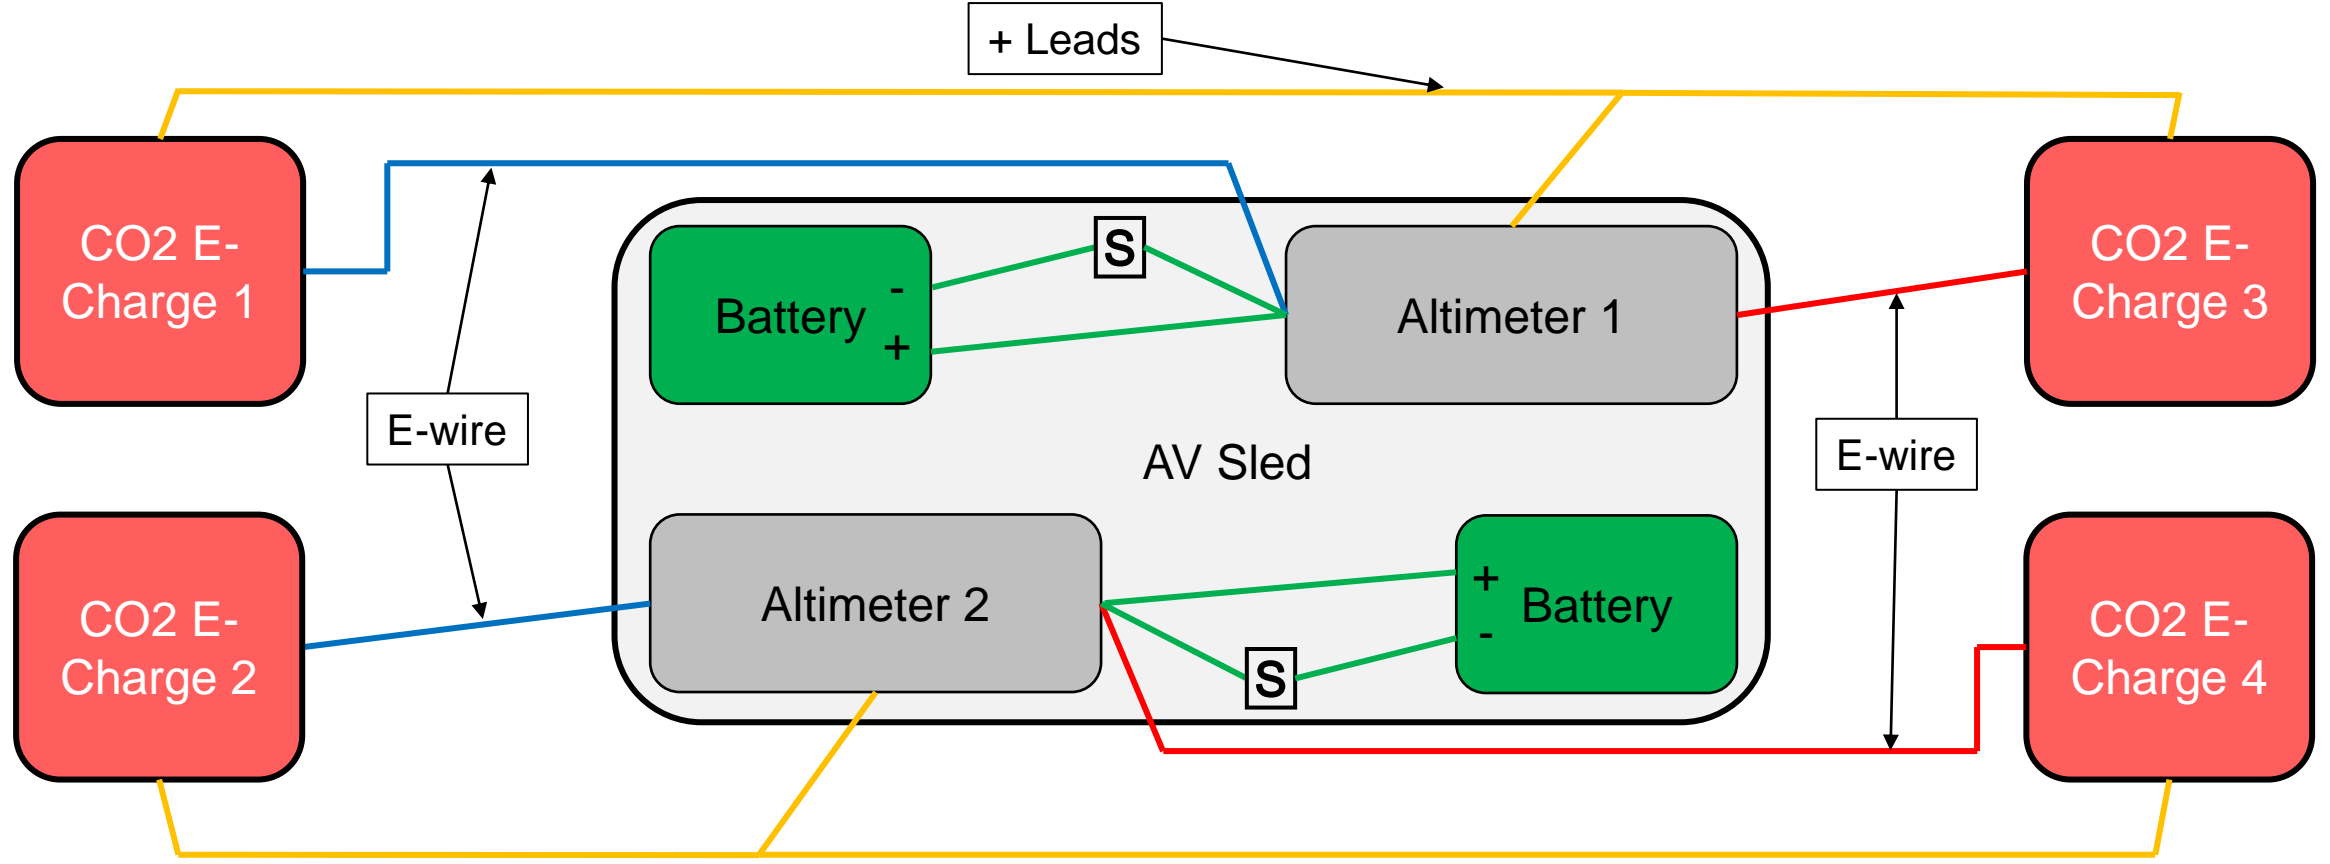 + Leads
CO2 E-
Charge 1
Battery
-
+
S
Altimeter 1
CO2 E-
Charge 3
E-wire
AV Sled
E-wire
CO2 E-
Charge 2
Altimeter 2
S
+
-
Battery
CO2 E-
Charge 4